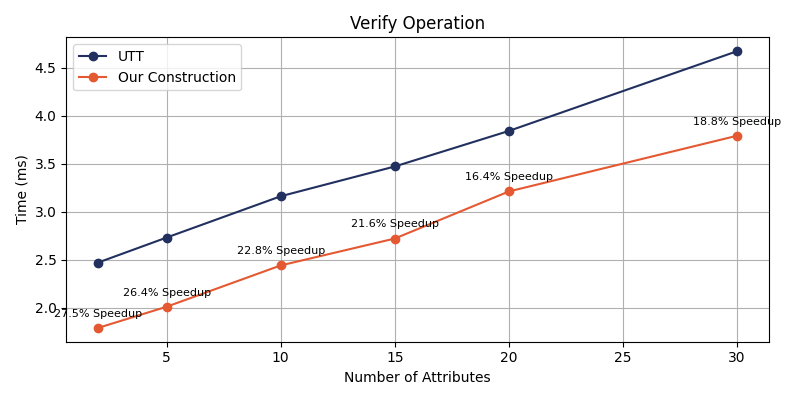 Verify Operation
UTT
Our Construction
4.5
4.0
3.5
3.0
2.5
2.0
Time (ms)
27.5% Speedup
26.4% Speedup
22.8% Speedup
21.6% Speedup
16.4% Speedup
18.8% Speedup
5 10 15 20 25 30
Number of Attributes